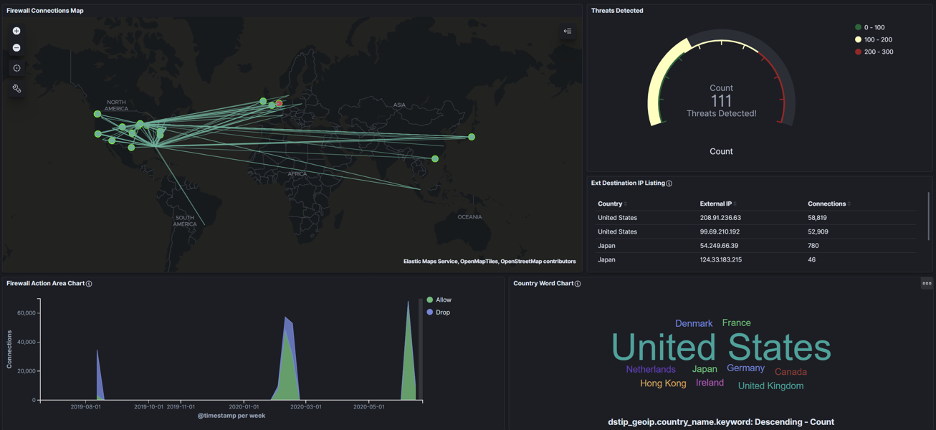 Firewall Connections Map
NORTH
AMERICA
ASIA
AFRICA
SOUTH
AMERICA
OCEANIA
Elastic Maps Service, OpenMapTiles, OpenStreetMap contributors
Threats Detected
0 - 100
100 - 200
200 - 300
Count
111
Threats Detected!
Count
Ext Destination IP Listing
Country External IP Connections
United States 208.91.236.63 58,819
United States 99.69.210.192 52,909
Japan 54.249.66.39 780
Japan 124.33.183.215 46
Firewall Action Area Chart
Allow
Drop
Connections
60,000
40,000
20,000
0
2019-08-01 2019-10-01 2019-11-01 2020-01-01 2020-03-01 2020-05-01
@timestamp per week
Country Word Chart
Denmark France
United States
Netherlands Japan Germany Canada
Hong Kong Ireland United Kingdom
dstip_geoip.country_name.keyword: Descending - Count